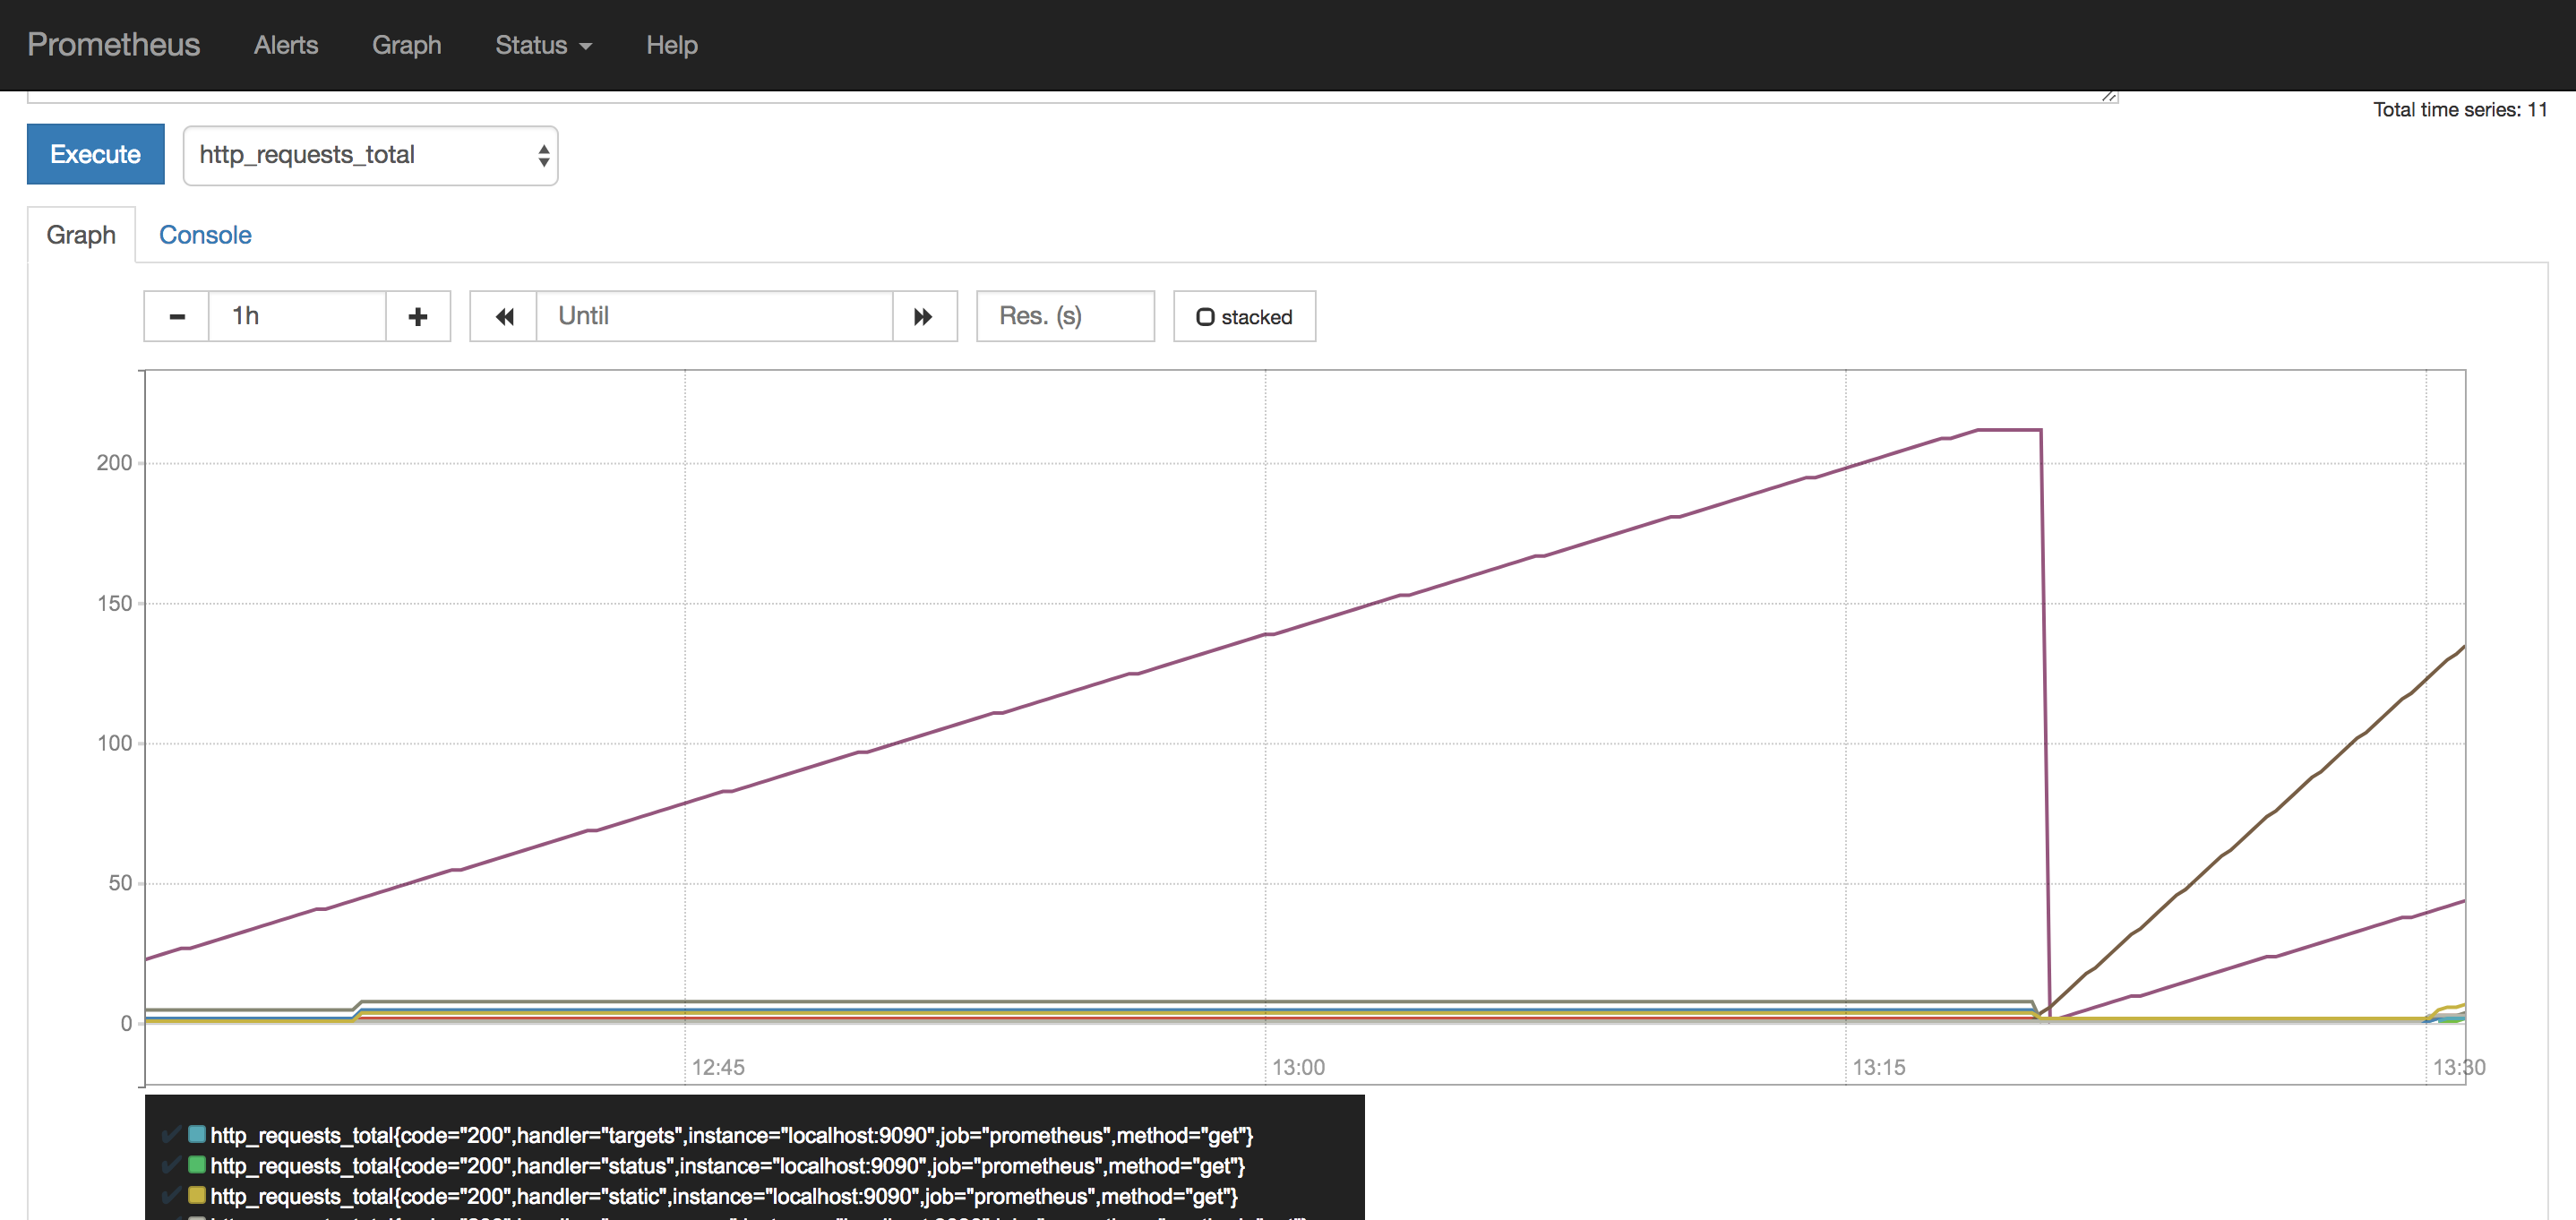 Prometheus Alerts Graph Status Help
Total time series: 11
Execute http_requests_total
Graph Console
1h Until Res. (s) stacked
200
150
100
50
0
12:45 13:00 13:15 13:30
http_requests_total{code="200",handler="targets",instance="localhost:9090",job="prometheus",method="get"}
http_requests_total{code="200",handler="status",instance="localhost:9090",job="prometheus",method="get"}
http_requests_total{code="200",handler="static",instance="localhost:9090",job="prometheus",method="get"}